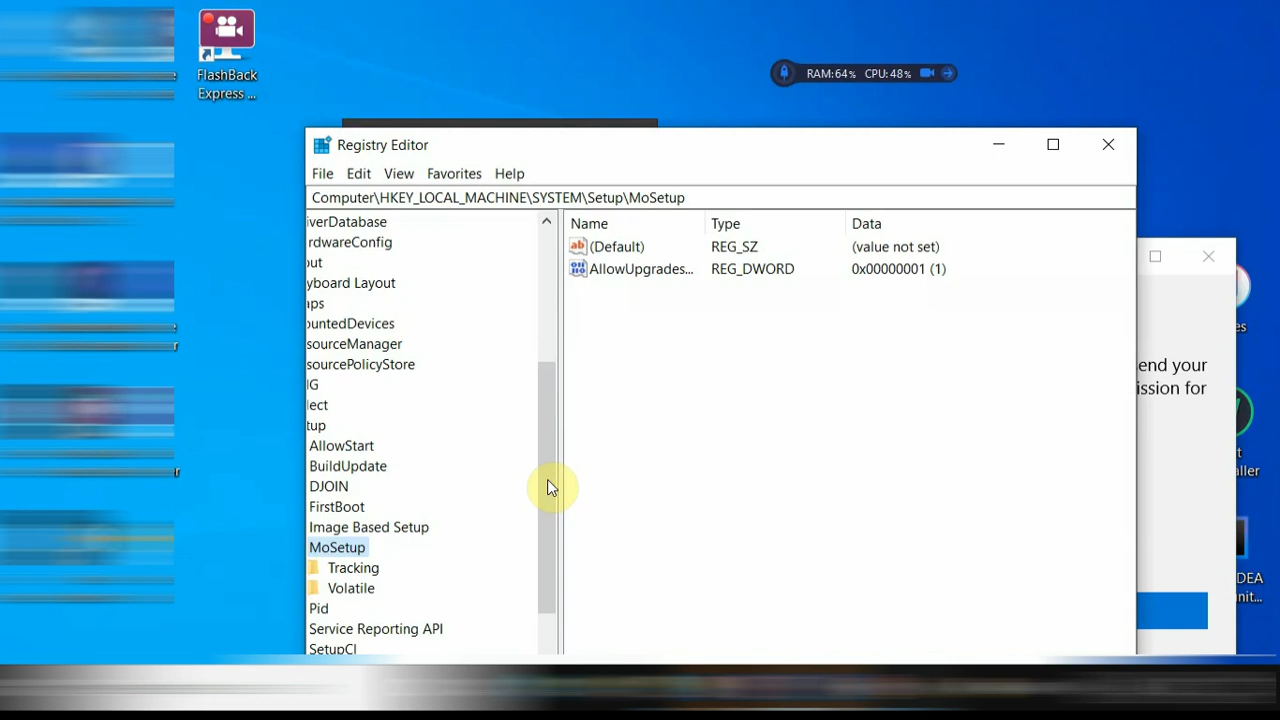 FlashBack
Express ...
RAM:64% CPU:48%
Registry Editor
File Edit View Favorites Help
Computer\HKEY_LOCAL_MACHINE\SYSTEM\Setup\MoSetup
Name Type Data
(Default) REG_SZ (value not set)
AllowUpgrades... REG_DWORD 0x00000001 (1)
iverDatabase
rdwareConfig
out
yboard Layout
aps
ountedDevices
sourceManager
sourcePolicyStore
lect
tup
AllowStart
BuildUpdate
DJOIN
FirstBoot
Image Based Setup
MoSetup
Tracking
Volatile
Pid
Service Reporting API
SetupCl
end your
ission for
es
t
aller
DEA
nit...